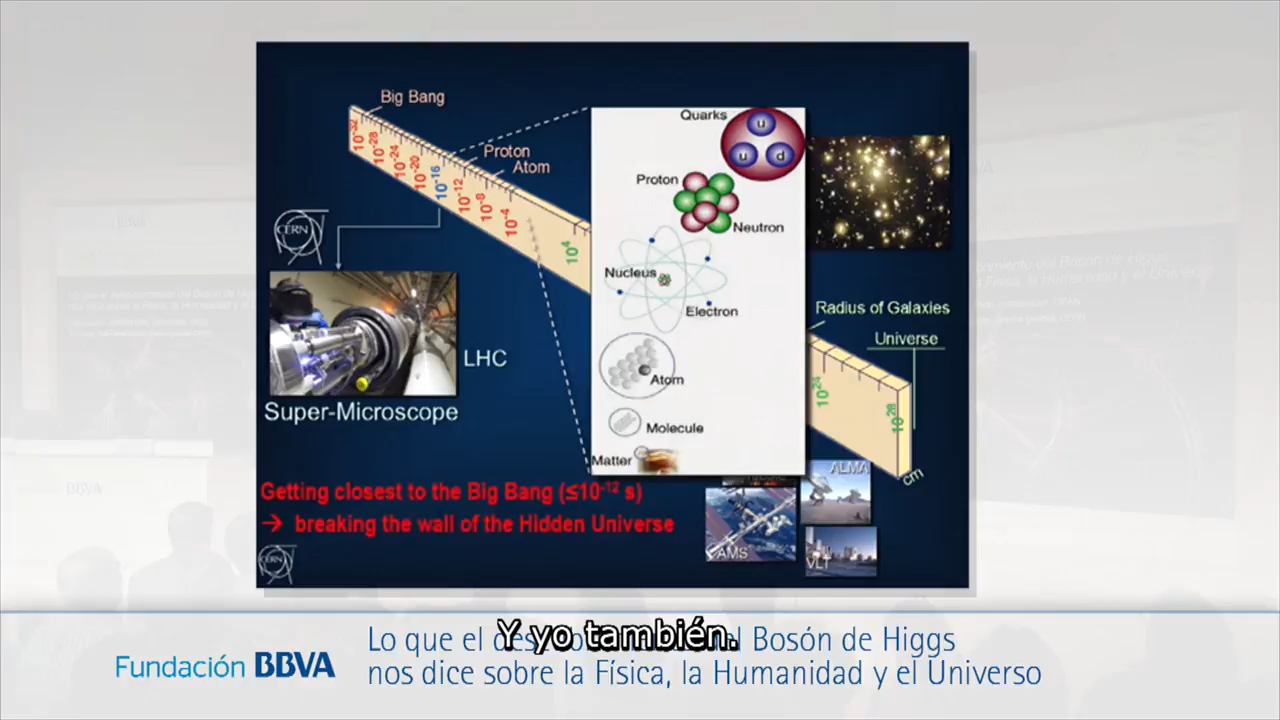 Big Bang
Proton
Atom
10-32
10-28
10-24
10-20
10-16
10-12
10-8
10-4
104
CERN
LHC
Super-Microscope
Quarks
u
u d
Proton
Neutron
Nucleus
Electron
Atom
Molecule
Matter
Radius of Galaxies
Universe
1024
1028
cm
ALMA
AMS
VLT
Getting closest to the Big Bang (≤10-12 s)
→ breaking the wall of the Hidden Universe
CERN
Y yo también.
Fundación BBVA
Lo que el Bosón de Higgs
nos dice sobre la Física, la Humanidad y el Universo